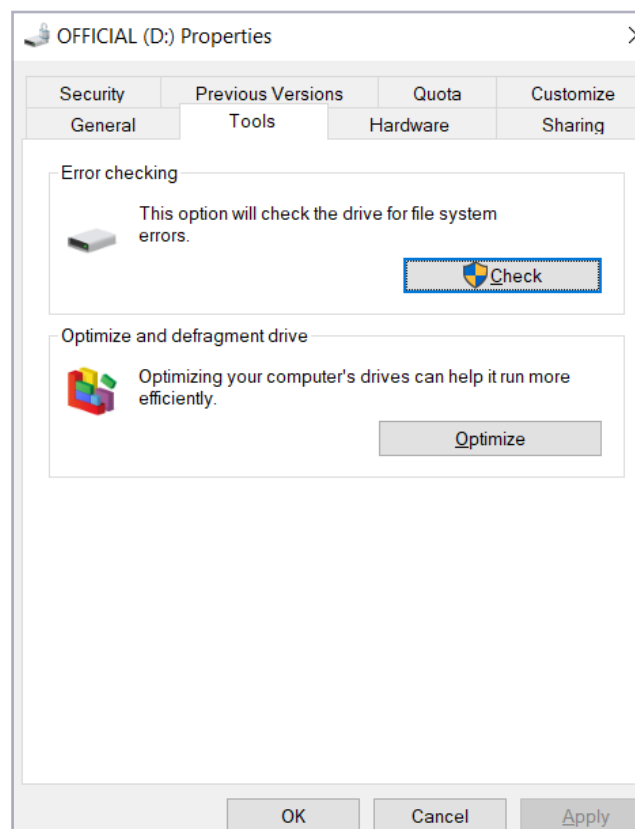 OFFICIAL (D:) Properties
Security Previous Versions Quota Customize
General Tools Hardware Sharing
Error checking
This option will check the drive for file system
errors.
Check
Optimize and defragment drive
Optimizing your computer's drives can help it run more
efficiently.
Optimize
OK Cancel Apply